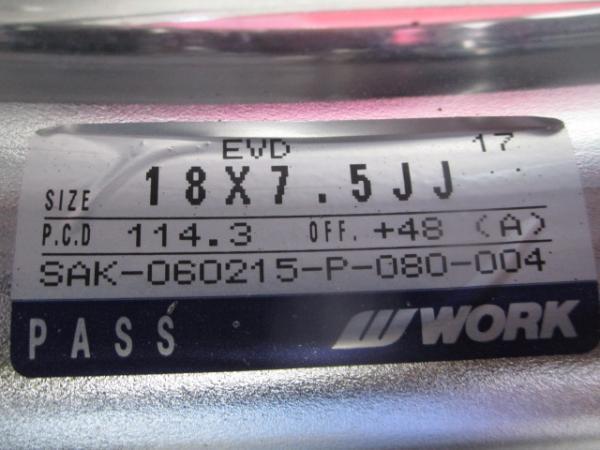 EVD 17
SIZE 18X7.5JJ
P.C.D 114.3 OFF. +48 (A)
SAK-060215-P-080-004
PASS WORK